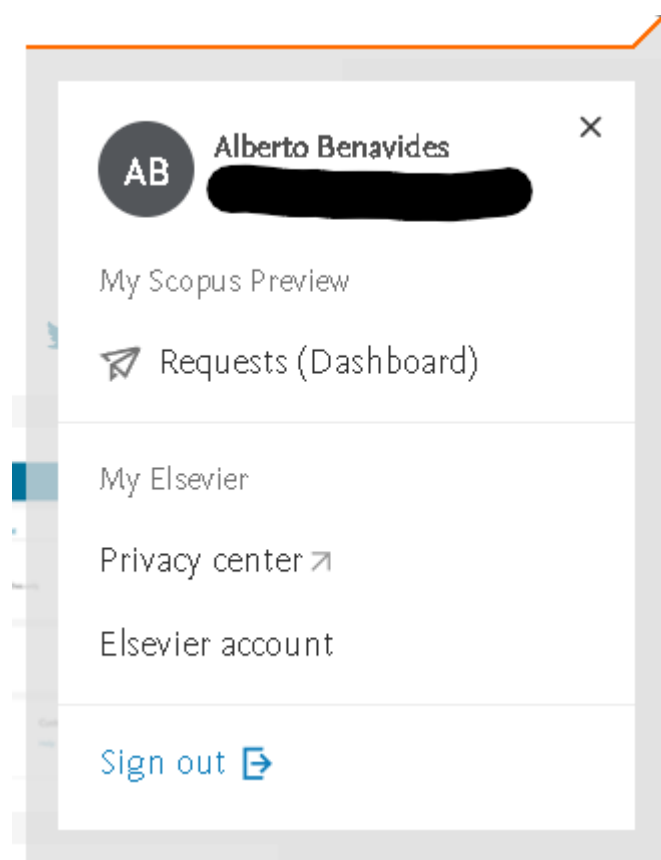 AB
Alberto Benavides
My Scopus Preview
Requests (Dashboard)
My Elsevier
Privacy center
Elsevier account
Sign out